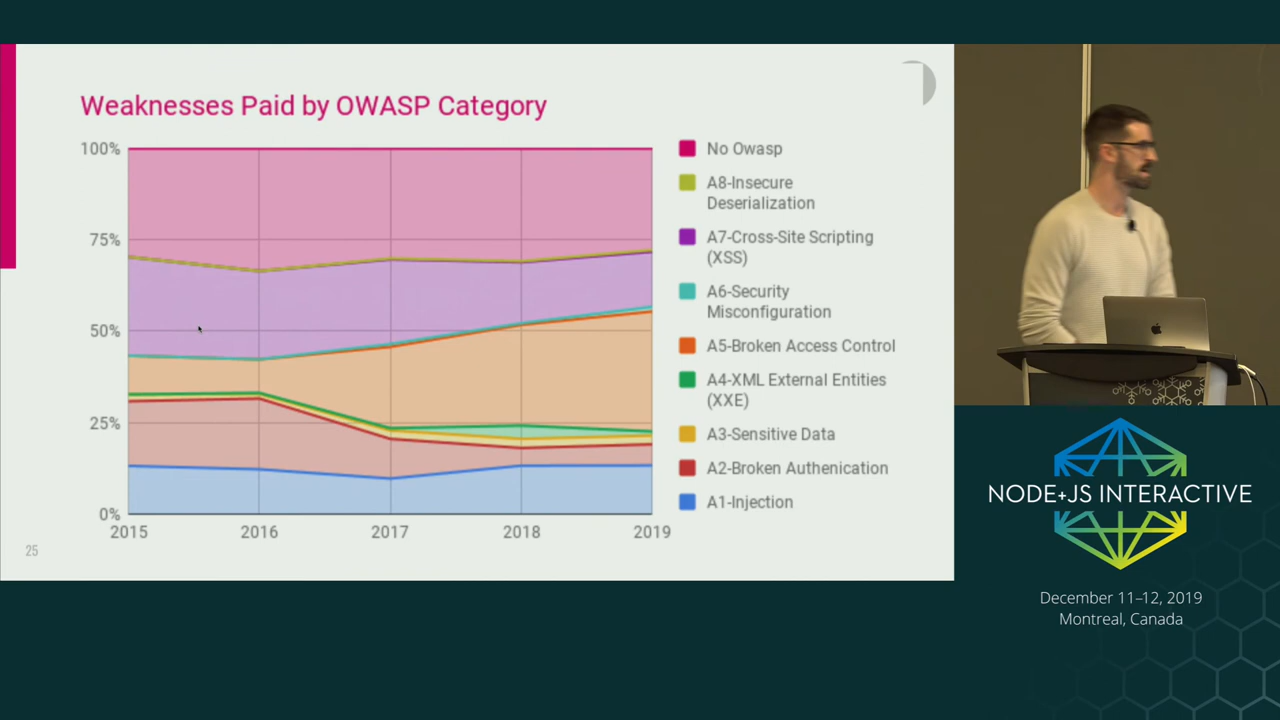 Weaknesses Paid by OWASP Category
100%
75%
50%
25%
0%
2015 2016 2017 2018 2019
No Owasp
A8-Insecure
Deserialization
A7-Cross-Site Scripting
(XSS)
A6-Security
Misconfiguration
A5-Broken Access Control
A4-XML External Entities
(XXE)
A3-Sensitive Data
A2-Broken Authenication
A1-Injection
25
NODE+JS INTERACTIVE
December 11–12, 2019
Montreal, Canada